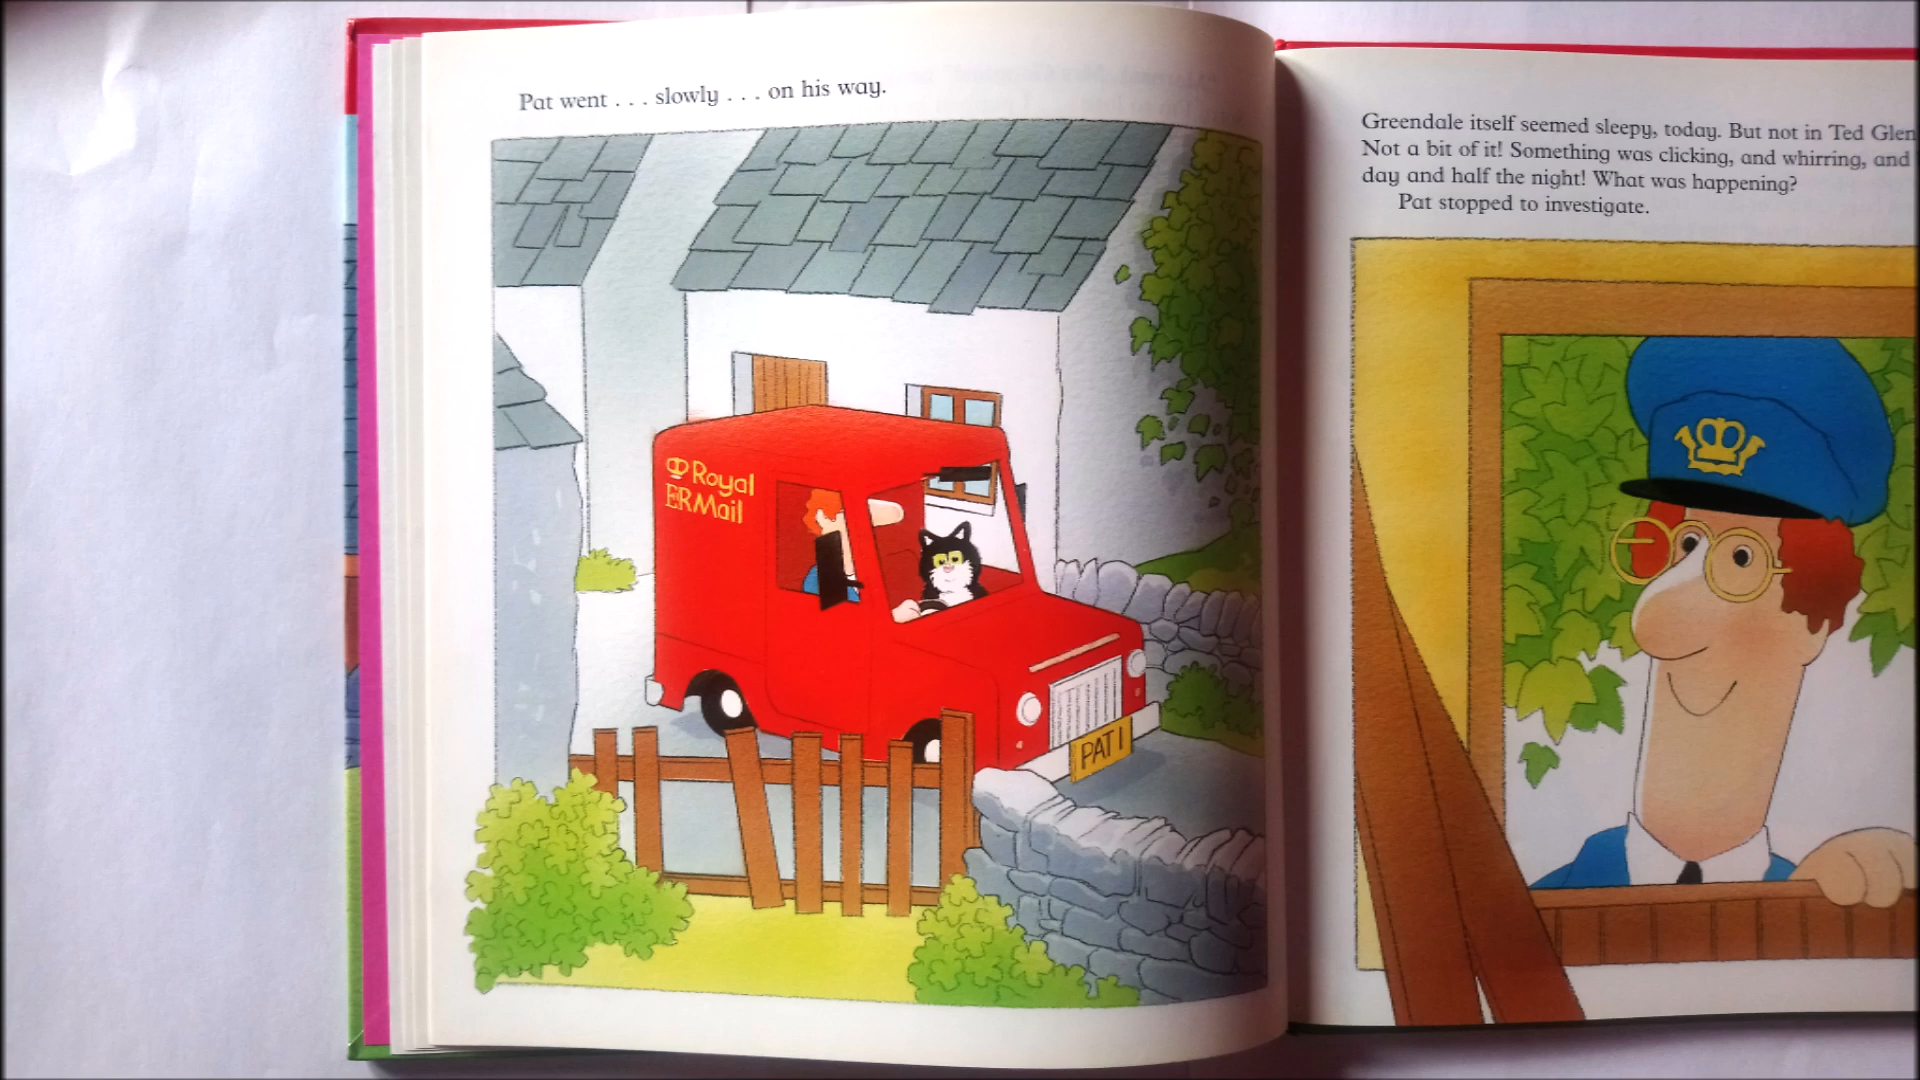 Pat went . . . slowly . . . on his way.
Royal
ERMail
PAT 1
Greendale itself seemed sleepy, today. But not in Ted Glen
Not a bit of it! Something was clicking, and whirring, and
day and half the night! What was happening?
Pat stopped to investigate.